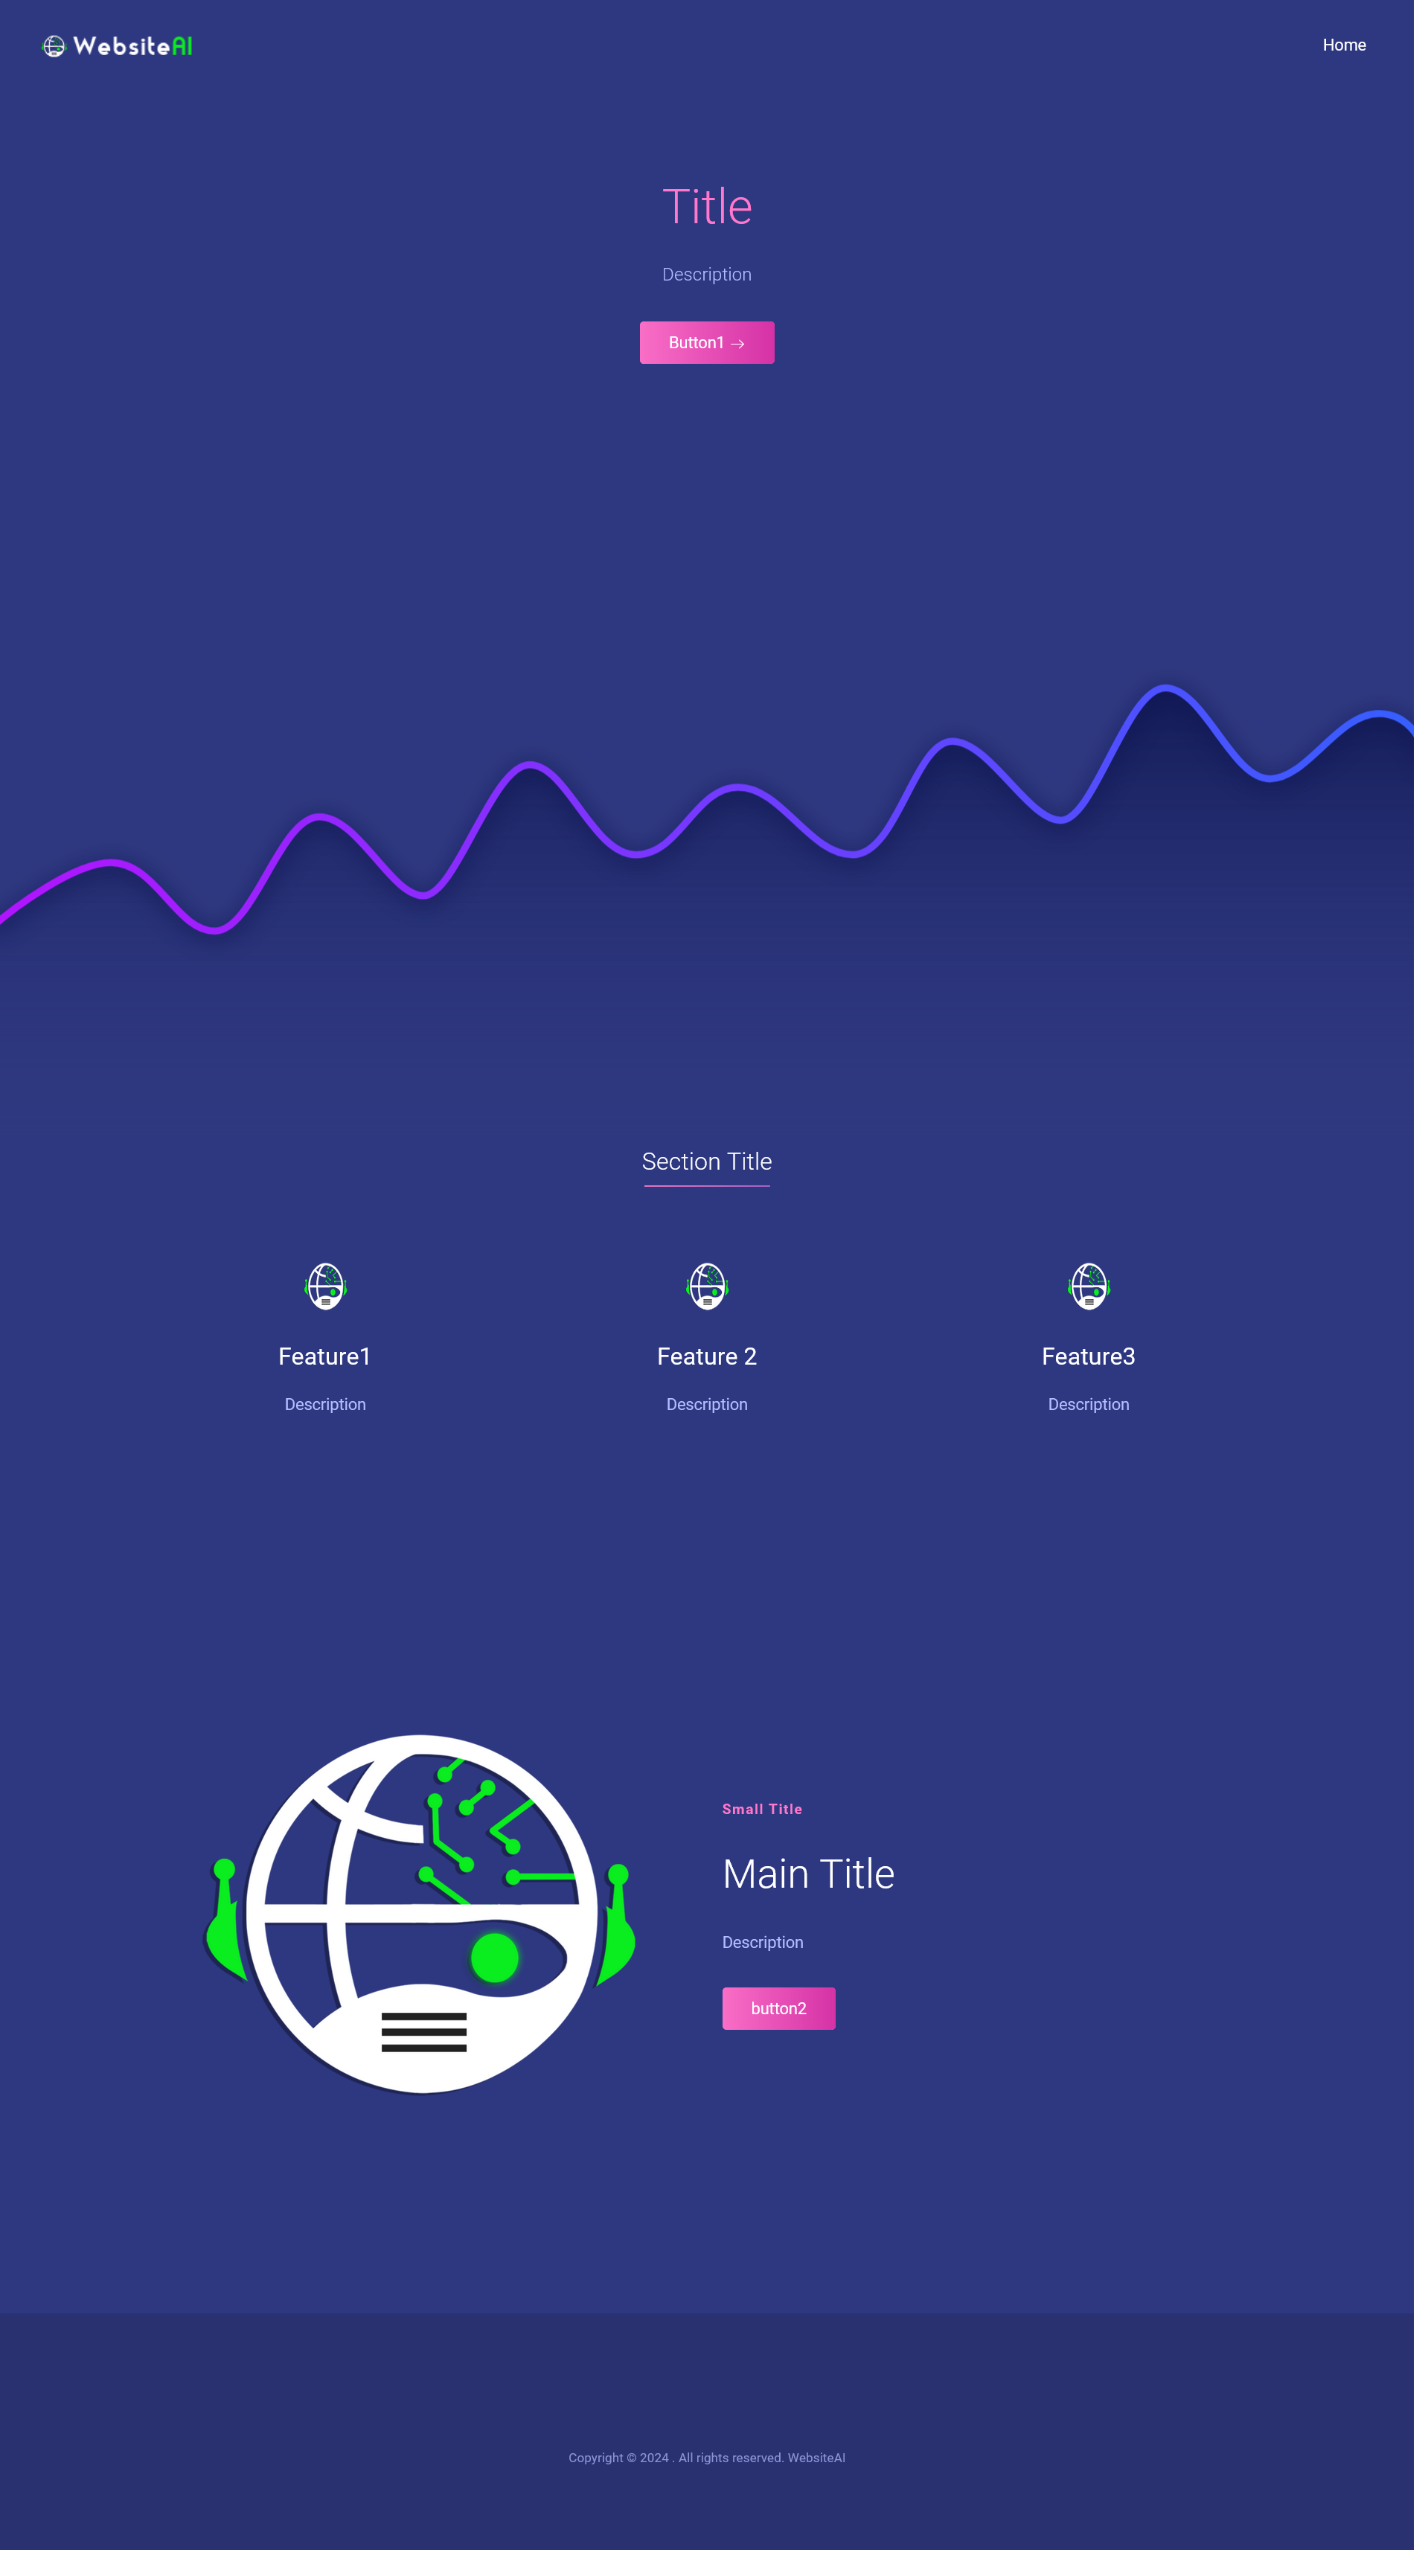 WebsiteAI
Home
Title
Description
Button1 →
Section Title
Feature1
Feature 2
Feature3
Description
Description
Description
Small Title
Main Title
Description
button2
Copyright © 2024 . All rights reserved. WebsiteAI